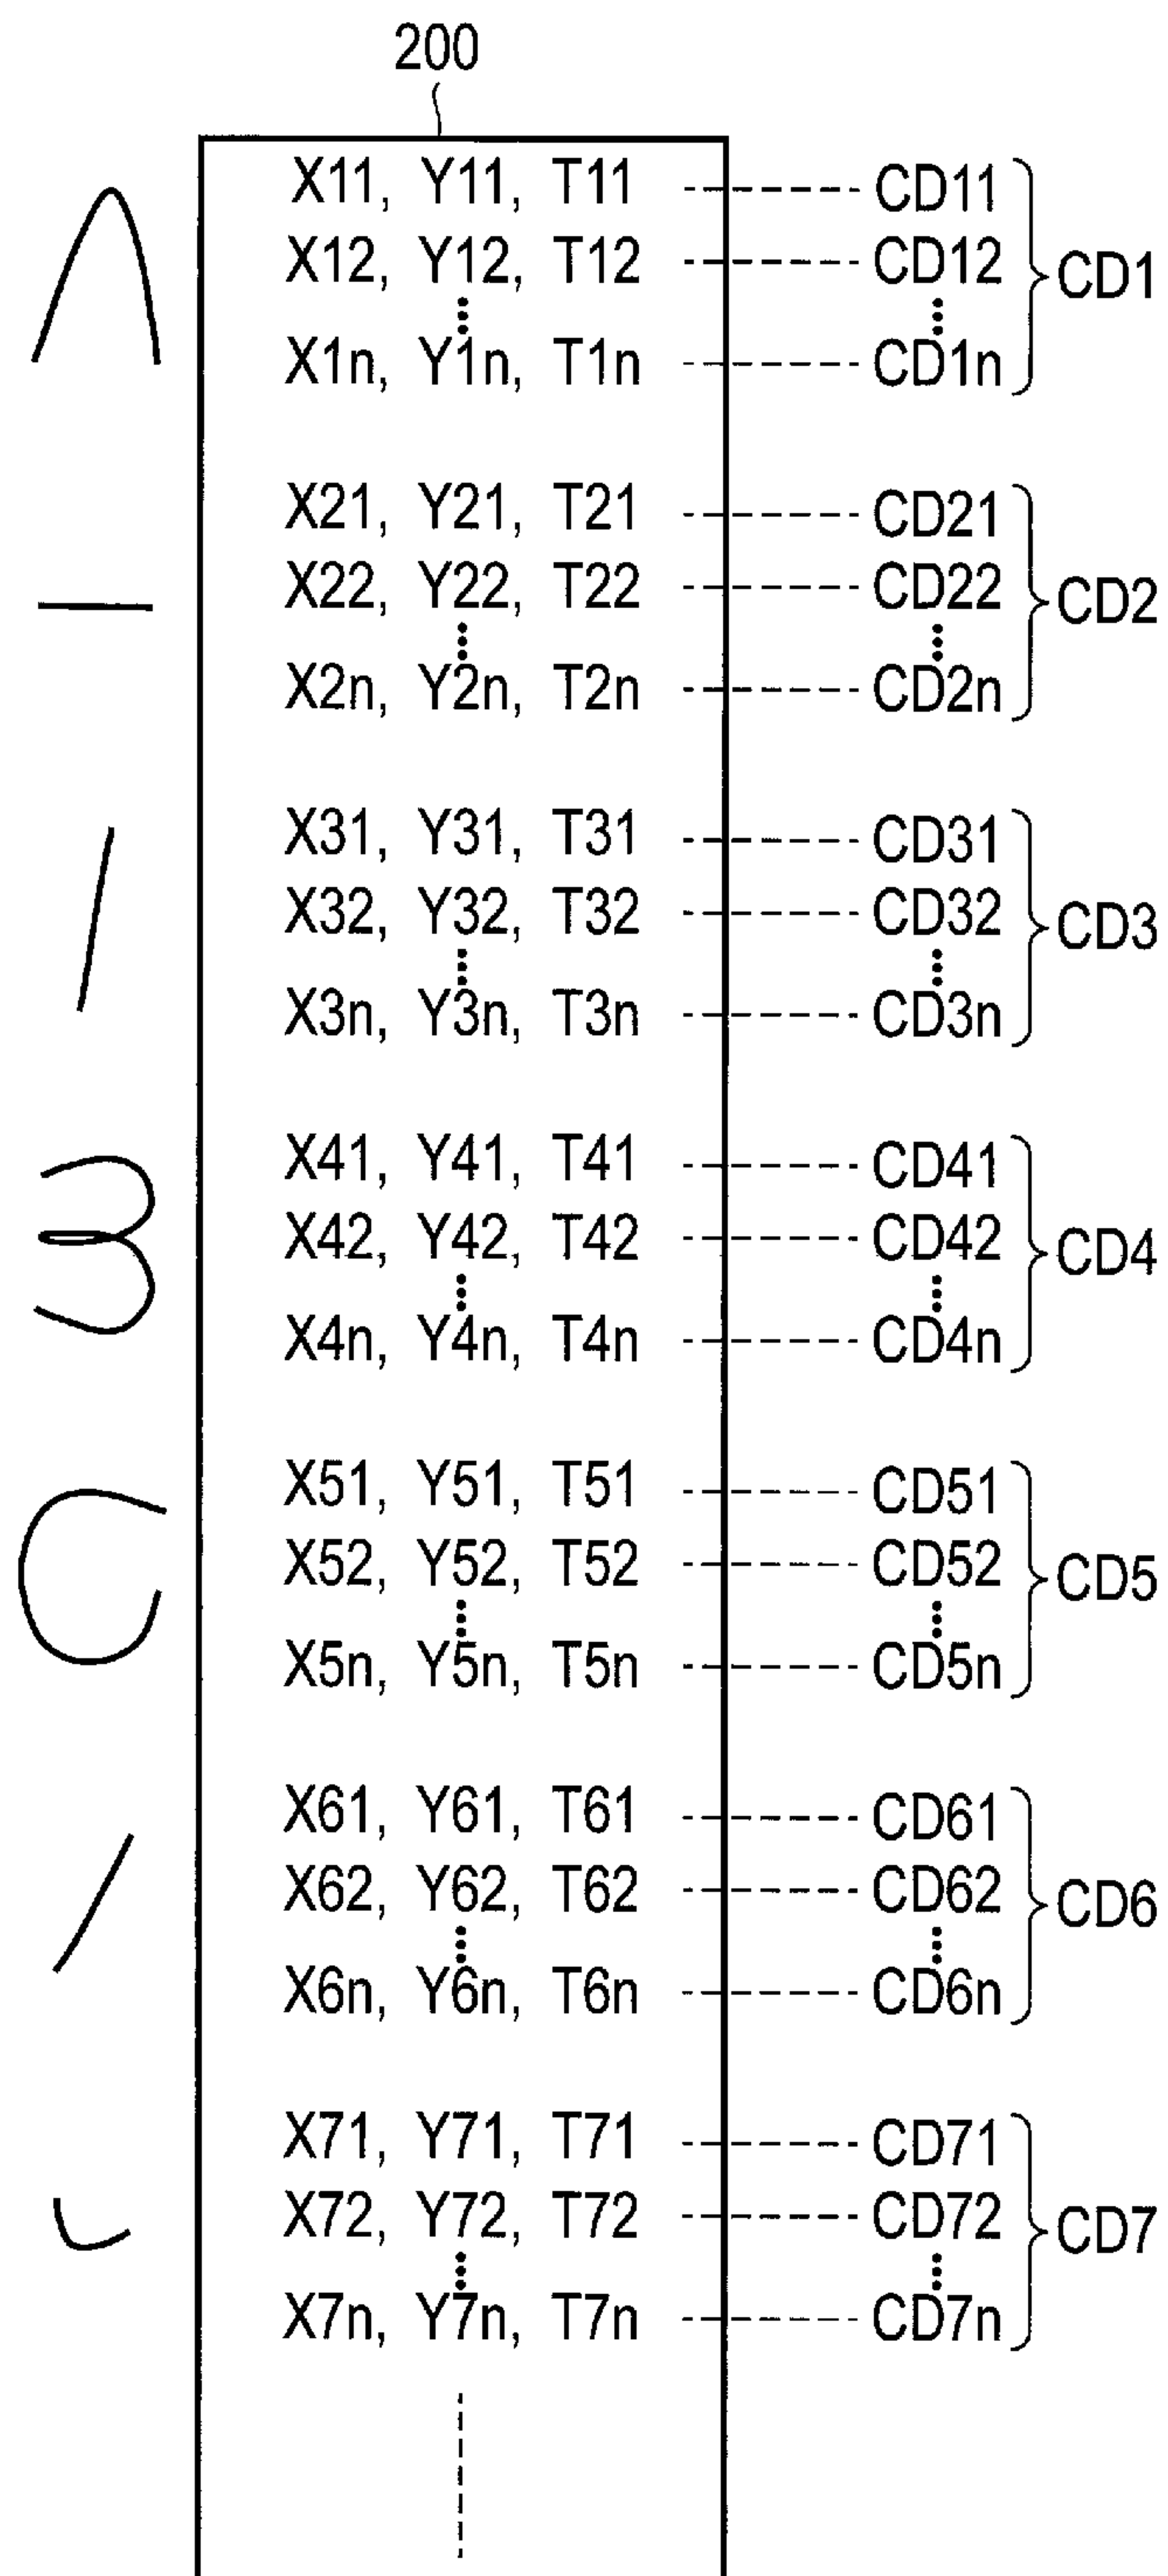 200
X11, Y11, T11 CD11
X12, Y12, T12 CD12
CD1
X1n, Y1n, T1n CD1n
X21, Y21, T21 CD21
X22, Y22, T22 CD22
CD2
X2n, Y2n, T2n CD2n
X31, Y31, T31 CD31
X32, Y32, T32 CD32
CD3
X3n, Y3n, T3n CD3n
X41, Y41, T41 CD41
X42, Y42, T42 CD42
CD4
X4n, Y4n, T4n CD4n
X51, Y51, T51 CD51
X52, Y52, T52 CD52
CD5
X5n, Y5n, T5n CD5n
X61, Y61, T61 CD61
X62, Y62, T62 CD62
CD6
X6n, Y6n, T6n CD6n
X71, Y71, T71 CD71
X72, Y72, T72 CD72
CD7
X7n, Y7n, T7n CD7n